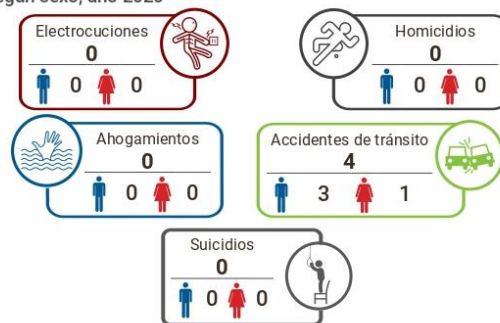 Electrocuciones
0
0 0
Homicidios
0
0 0
Ahogamientos
0
0 0
Accidentes de tránsito
4
3 1
Suicidios
0
0 0